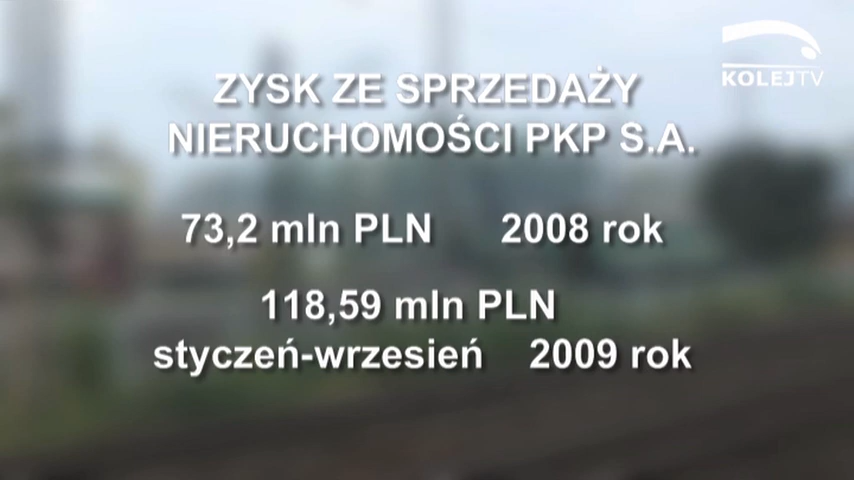 KOLEJTV
ZYSK ZE SPRZEDAŻY
NIERUCHOMOŚCI PKP S.A.
73,2 mln PLN 2008 rok
118,59 mln PLN
styczeń-wrzesień 2009 rok